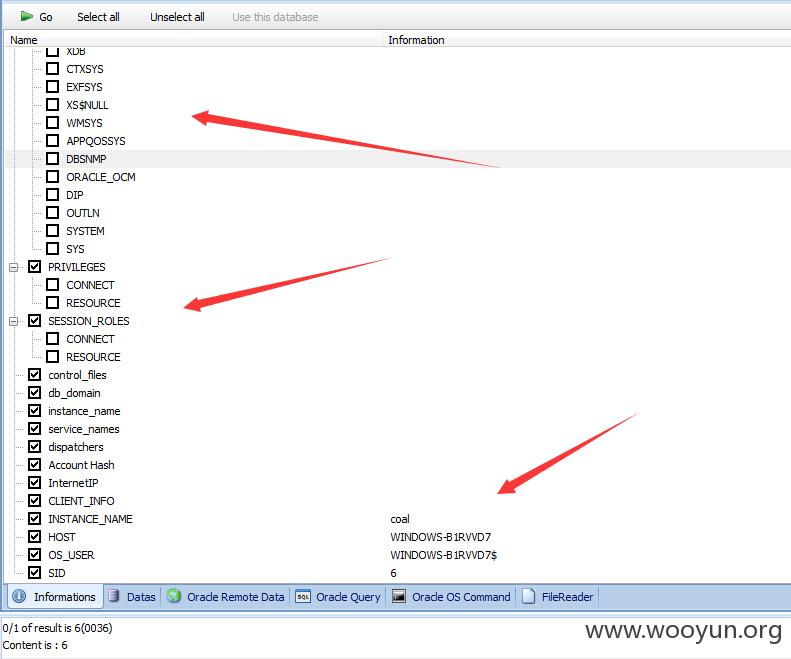 Go Select all Unselect all Use this database
Name Information
XDB
CTXSYS
EXFSYS
XS$NULL
WMSYS
APPQOSSYS
DBSNMP
ORACLE_OCM
DIP
OUTLN
SYSTEM
SYS
PRIVILEGES
CONNECT
RESOURCE
SESSION_ROLES
CONNECT
RESOURCE
control_files
db_domain
instance_name
service_names
dispatchers
Account Hash
InternetIP
CLIENT_INFO
INSTANCE_NAME coal
HOST WINDOWS-B1RVVD7
OS_USER WINDOWS-B1RVVD7$
SID 6
Informations Datas Oracle Remote Data SQL Oracle Query Oracle OS Command FileReader
0/1 of result is 6(0036)
Content is : 6
www.wooyun.org